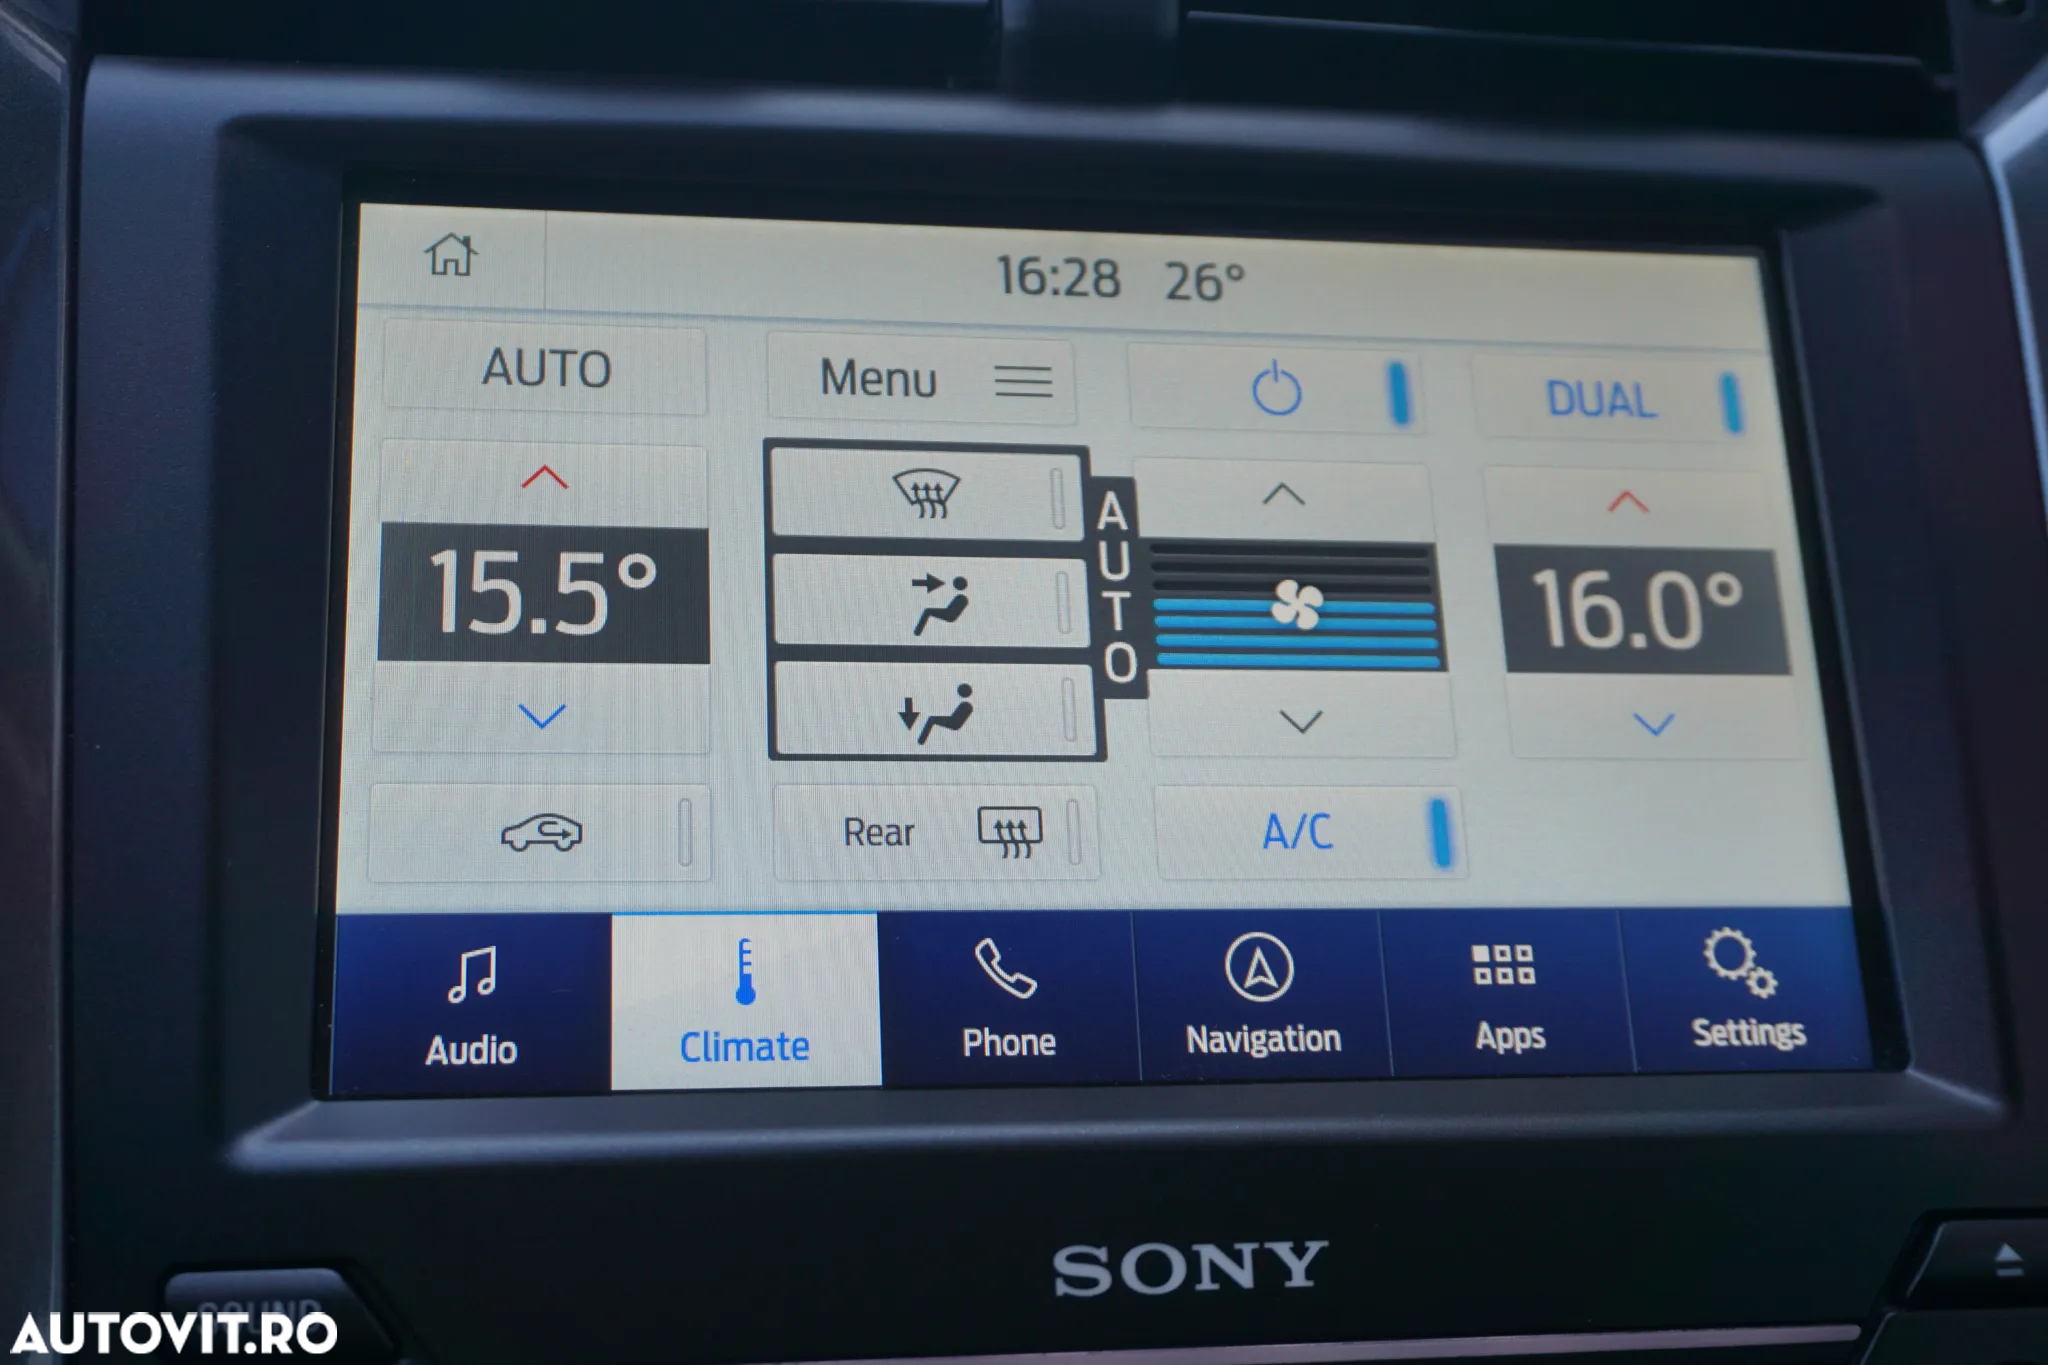 16:28 26°
AUTO
Menu
DUAL
15.5°
AUTO
16.0°
Rear
A/C
Audio
Climate
Phone
Navigation
Apps
Settings
SONY
SOUND
AUTOVIT.RO